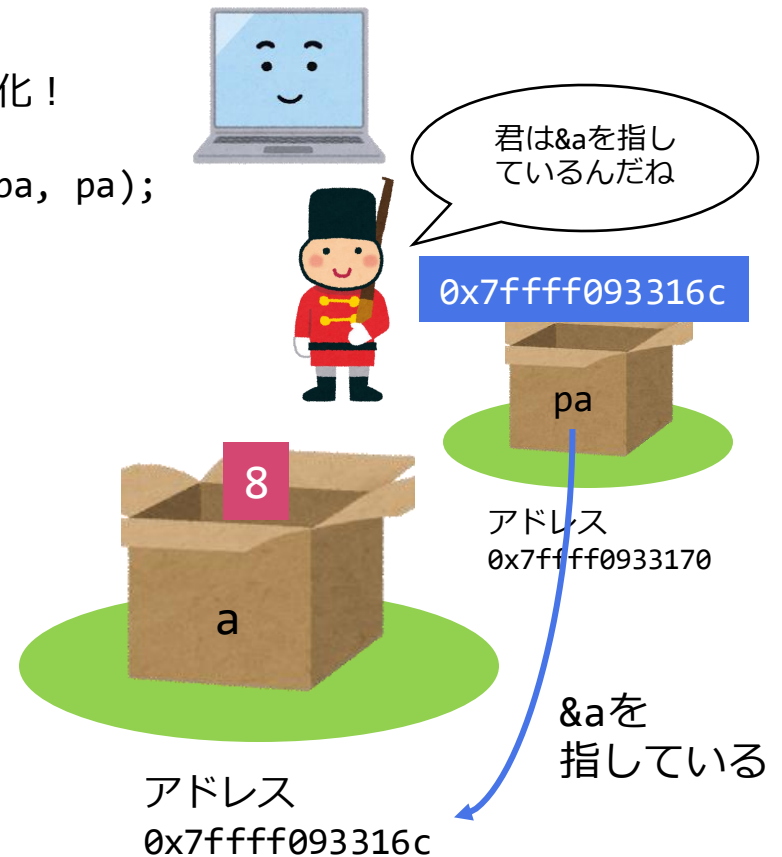 化！
pa, pa);
君は&aを指し
ているんだね
0x7ffff093316c
pa
8
アドレス
0x7ffff0933170
a
&aを
指している
アドレス
0x7ffff093316c